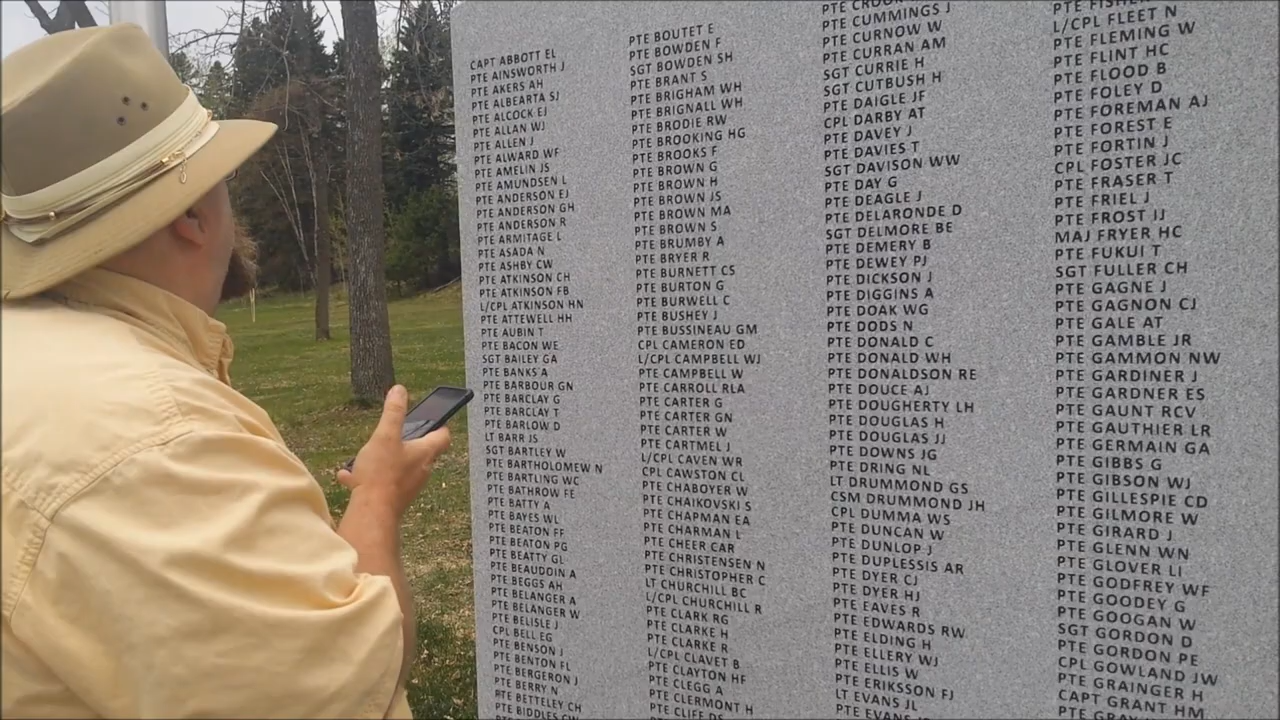 CAPT ABBOTT EL
PTE AINSWORTH J
PTE AKERS AH
PTE ALBEARTA SJ
PTE ALCOCK EJ
PTE ALLAN WJ
PTE ALLEN J
PTE ALWARD WF
PTE AMELIN JS
PTE AMUNDSEN L
PTE ANDERSON EJ
PTE ANDERSON GH
PTE ANDERSON R
PTE ARMITAGE L
PTE ASADA N
PTE ASHBY CW
PTE ATKINSON CH
PTE ATKINSON FB
L/CPL ATKINSON HN
PTE ATTEWELL HH
PTE AUBIN T
PTE BACON WE
SGT BAILEY GA
PTE BANKS A
PTE BARBOUR GN
PTE BARCLAY G
PTE BARCLAY T
PTE BARLOW D
LT BARR JS
SGT BARTLEY W
PTE BARTHOLOMEW N
PTE BARTLING WC
PTE BATHROW FE
PTE BATTY A
PTE BAYES WL
PTE BEATON FF
PTE BEATON PG
PTE BEATTY GL
PTE BEAUDOIN A
PTE BEGGS AH
PTE BELANGER A
PTE BELANGER W
PTE BELISLE J
CPL BELL EG
PTE BENSON J
PTE BENTON FL
PTE BERGERON J
PTE BERRY N
PTE BETTELEY CH
PTE BIDDLES CW
PTE BOUTET E
PTE BOWDEN F
SGT BOWDEN SH
PTE BRANT S
PTE BRIGHAM WH
PTE BRIGNALL WH
PTE BRODIE RW
PTE BROOKING HG
PTE BROOKS F
PTE BROWN G
PTE BROWN H
PTE BROWN JS
PTE BROWN MA
PTE BROWN S
PTE BRUMBY A
PTE BRYER R
PTE BURNETT CS
PTE BURTON G
PTE BURWELL C
PTE BUSHEY J
PTE BUSSINEAU GM
CPL CAMERON ED
L/CPL CAMPBELL WJ
PTE CAMPBELL W
PTE CARROLL RLA
PTE CARTER G
PTE CARTER GN
PTE CARTER W
PTE CARTMEL J
L/CPL CAVEN WR
CPL CAWSTON CL
PTE CHABOYER W
PTE CHAIKOVSKI S
PTE CHAPMAN EA
PTE CHARMAN L
PTE CHEER CAR
PTE CHRISTENSEN N
PTE CHRISTOPHER C
LT CHURCHILL BC
L/CPL CHURCHILL R
PTE CLARK RG
PTE CLARKE H
PTE CLARKE R
L/CPL CLAVET B
PTE CLAYTON HF
PTE CLEGG A
PTE CLERMONT H
PTE CLIFF DS
PTE CROOK
PTE CUMMINGS J
PTE CURNOW W
PTE CURRAN AM
SGT CURRIE H
SGT CUTBUSH H
PTE DAIGLE JF
CPL DARBY AT
PTE DAVEY J
PTE DAVIES T
SGT DAVISON WW
PTE DAY G
PTE DEAGLE J
PTE DELARONDE D
SGT DELMORE BE
PTE DEMERY B
PTE DEWEY PJ
PTE DICKSON J
PTE DIGGINS A
PTE DOAK WG
PTE DODS N
PTE DONALD C
PTE DONALD WH
PTE DONALDSON RE
PTE DOUCE AJ
PTE DOUGHERTY LH
PTE DOUGLAS H
PTE DOUGLAS JJ
PTE DOWNS JG
PTE DRING NL
LT DRUMMOND GS
CSM DRUMMOND JH
CPL DUMMA WS
PTE DUNCAN W
PTE DUNLOP J
PTE DUPLESSIS AR
PTE DYER CJ
PTE DYER HJ
PTE EAVES R
PTE EDWARDS RW
PTE ELDING H
PTE ELLERY WJ
PTE ELLIS W
PTE ERIKSSON FJ
LT EVANS JL
PTE EVANS
PTE FISHER
L/CPL FLEET N
PTE FLEMING W
PTE FLINT HC
PTE FLOOD B
PTE FOLEY D
PTE FOREMAN AJ
PTE FOREST E
PTE FORTIN J
CPL FOSTER JC
PTE FRASER T
PTE FRIEL J
PTE FROST IJ
MAJ FRYER HC
PTE FUKUI T
SGT FULLER CH
PTE GAGNE J
PTE GAGNON CJ
PTE GALE AT
PTE GAMBLE JR
PTE GAMMON NW
PTE GARDINER J
PTE GARDNER ES
PTE GAUNT RCV
PTE GAUTHIER LR
PTE GERMAIN GA
PTE GIBBS G
PTE GIBSON WJ
PTE GILLESPIE CD
PTE GILMORE W
PTE GIRARD J
PTE GLENN WN
PTE GLOVER LI
PTE GODFREY WF
PTE GOODEY G
PTE GOOGAN W
SGT GORDON D
PTE GORDON PE
CPL GOWLAND JW
PTE GRAINGER H
CAPT GRANT HM
PTE